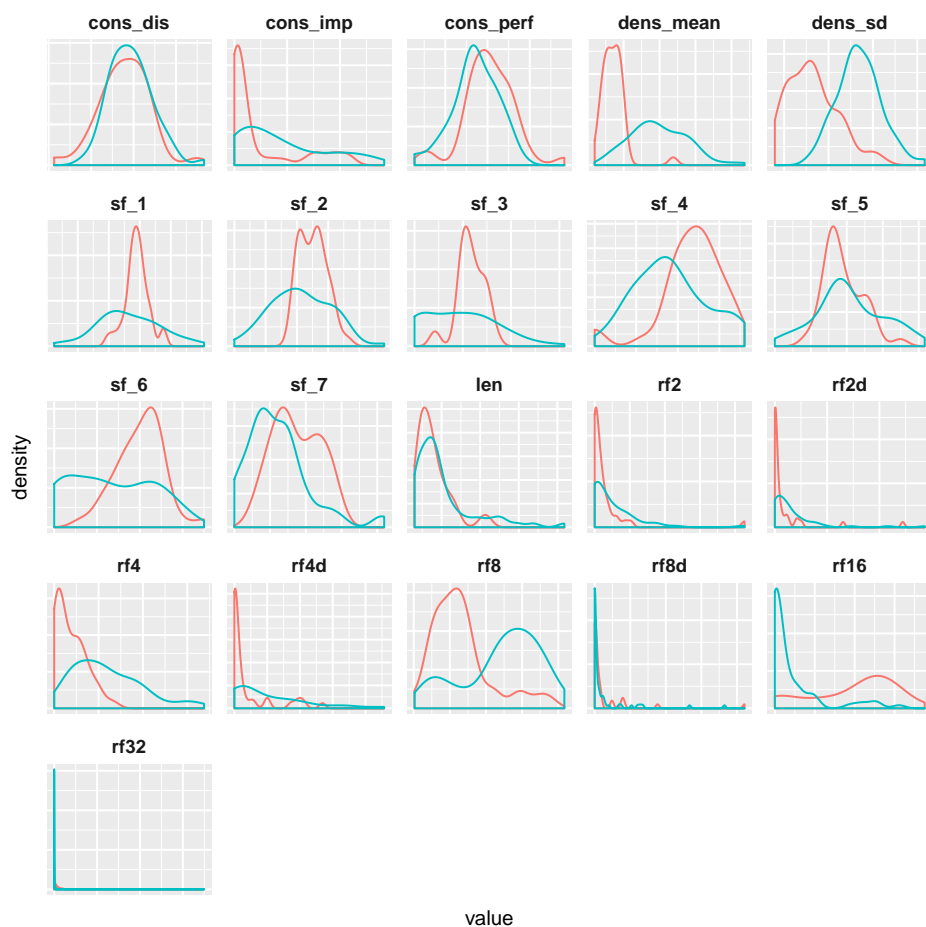 cons_dis cons_imp cons_perf dens_mean dens_sd
sf_1 sf_2 sf_3 sf_4 sf_5
sf_6 sf_7 len rf2 rf2d
rf4 rf4d rf8 rf8d rf16
rf32
density
value